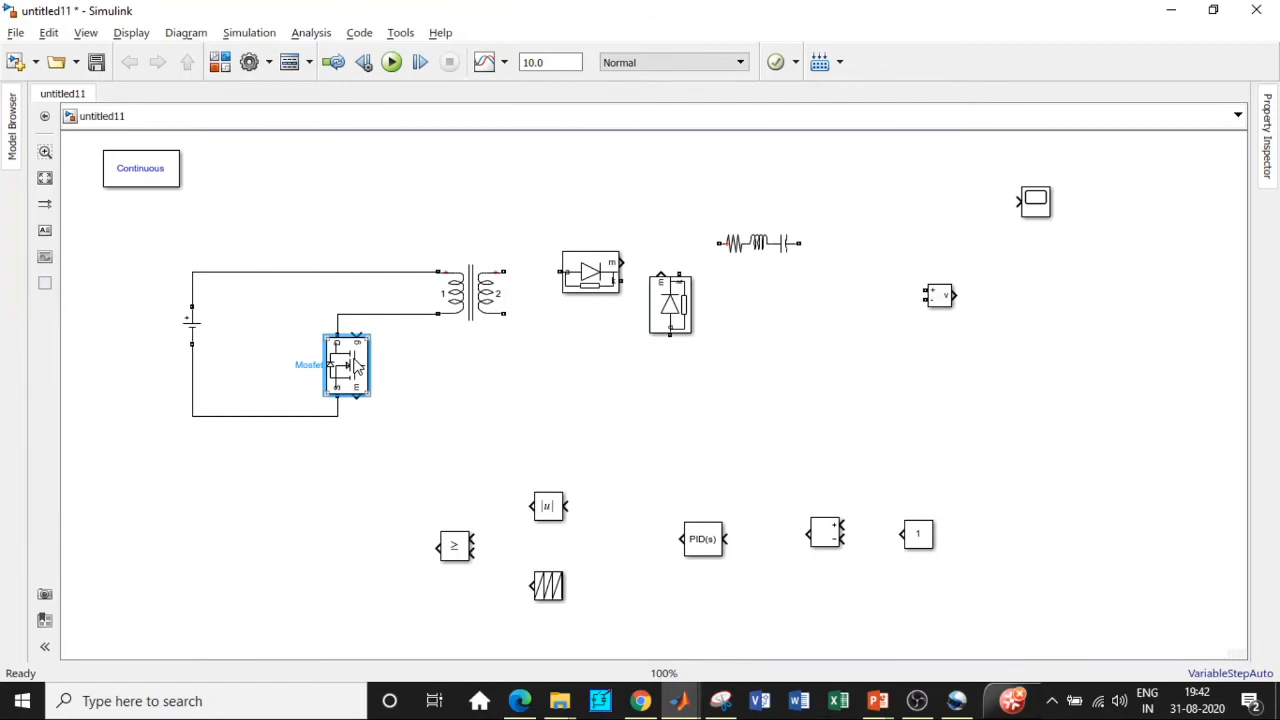 untitled11 * - Simulink
File Edit View Display Diagram Simulation Analysis Code Tools Help
10.0
Normal
untitled11
untitled11
Model Browser
Property Inspector
Continuous
+
1
+
+
2
m
a
k
m
+
-
v
Mosfet
g
m
S
|u|
≥
PID(s)
+
-
1
Ready
100%
VariableStepAuto
Type here to search
ENG
IN
19:42
31-08-2020
2